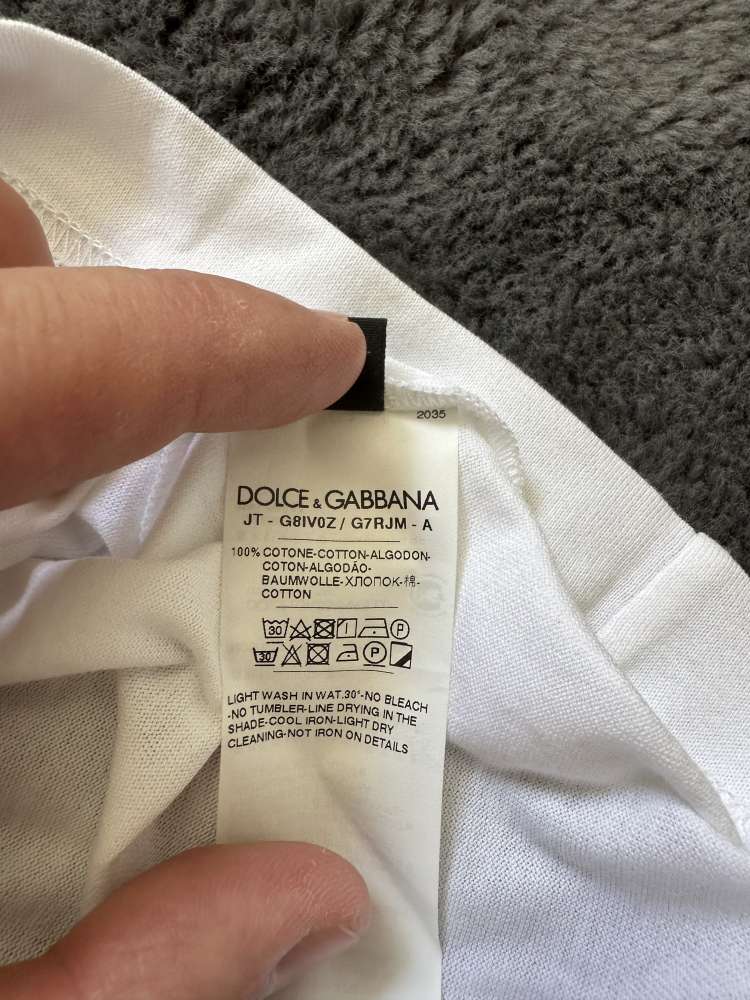 2035
DOLCE & GABBANA
JT - G8IV0Z / G7RJM - A
100% COTONE-COTTON-ALGODON-
COTON-ALGODÃO-
BAUMWOLLE-ХЛОПОК-棉-
COTTON
30 P
30 P
LIGHT WASH IN WAT.30°-NO BLEACH
-NO TUMBLER-LINE DRYING IN THE
SHADE-COOL IRON-LIGHT DRY
CLEANING-NOT IRON ON DETAILS